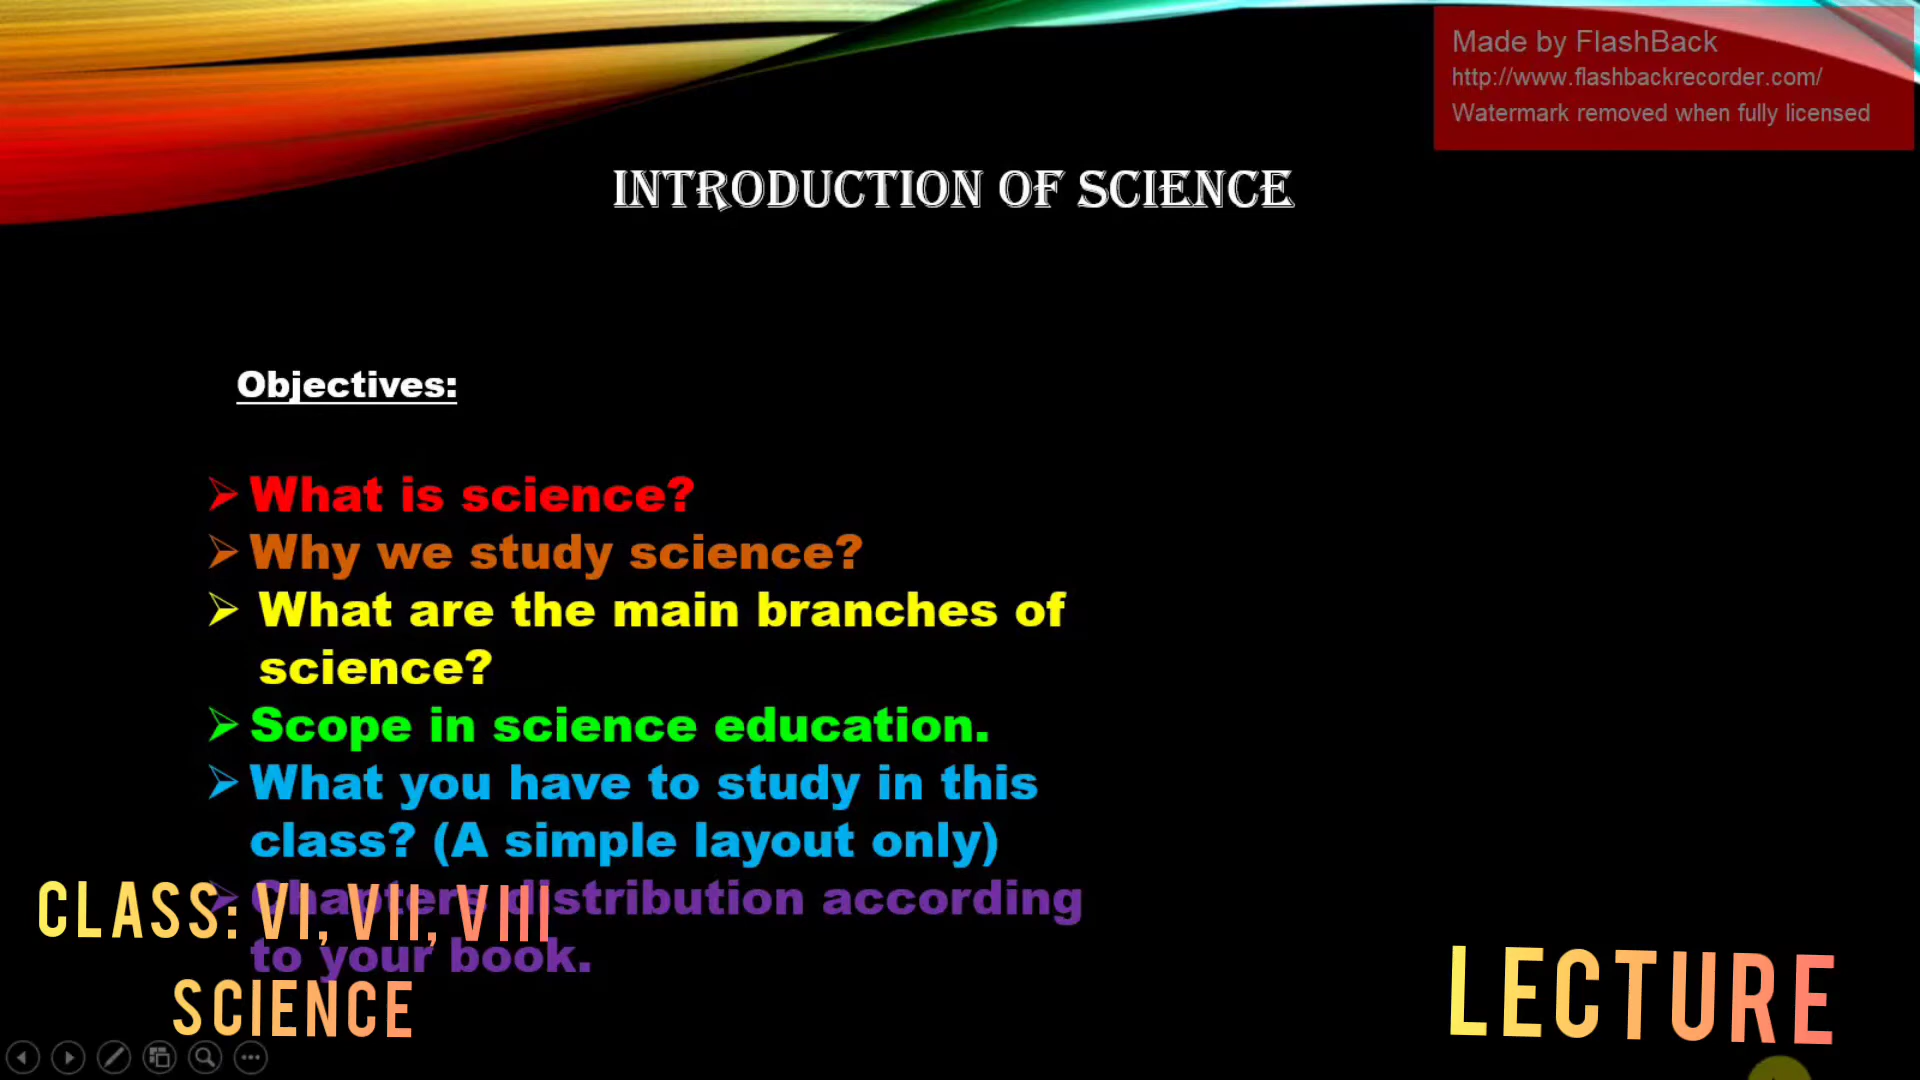 Made by FlashBack
http://www.flashbackrecorder.com/
Watermark removed when fully licensed
INTRODUCTION OF SCIENCE
Objectives:
What is science?
Why we study science?
What are the main branches of
science?
Scope in science education.
What you have to study in this
class? (A simple layout only)
Chapters distribution according
to your book.
CLASS: VI, VII, VIII
SCIENCE
LECTURE